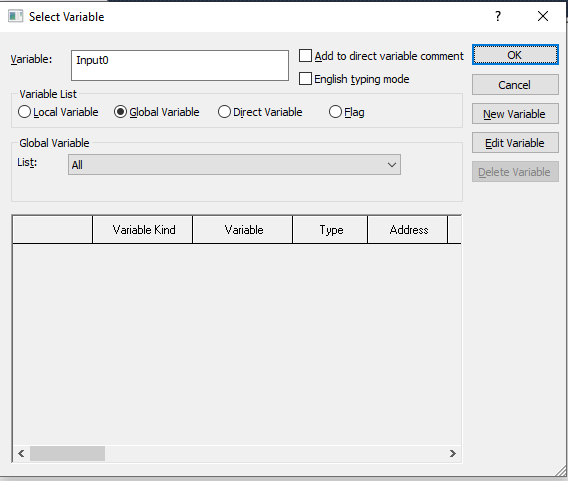 Select Variable
Variable:
Input0
Add to direct variable comment
English typing mode
OK
Cancel
New Variable
Edit Variable
Delete Variable
Variable List
Local Variable
Global Variable
Direct Variable
Flag
Global Variable
List:
All
Variable Kind
Variable
Type
Address